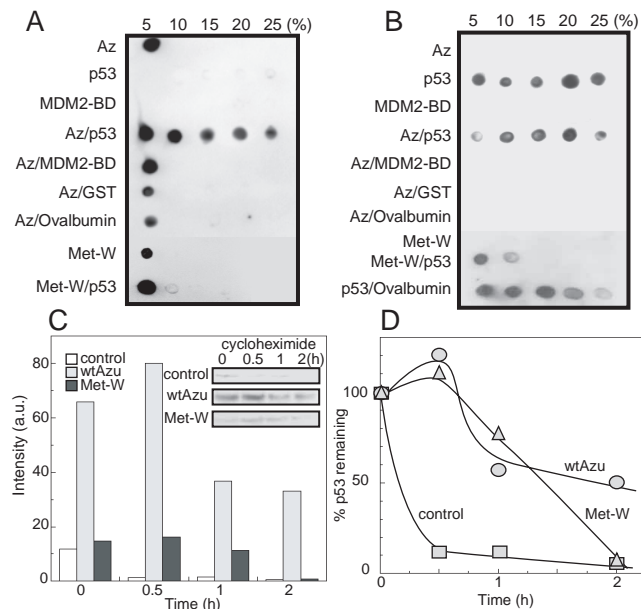 A
5 10 15 20 25 (%)
Az
p53
MDM2-BD
Az/p53
Az/MDM2-BD
Az/GST
Az/Ovalbumin
Met-W
Met-W/p53
B
5 10 15 20 25 (%)
Az
p53
MDM2-BD
Az/p53
Az/MDM2-BD
Az/GST
Az/Ovalbumin
Met-W
Met-W/p53
p53/Ovalbumin
C
control
wtAzu
Met-W
cycloheximide
0 0.5 1 2(h)
control
wtAzu
Met-W
Intensity (a.u.)
80
60
40
20
0
0 0.5 1 2
Time (h)
D
% p53 remaining
100
50
0
wtAzu
control
Met-W
0 1 2
Time (h)